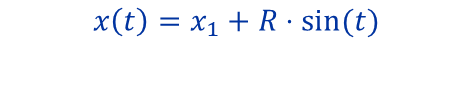 x(t) = x₁ + R · sin(t)